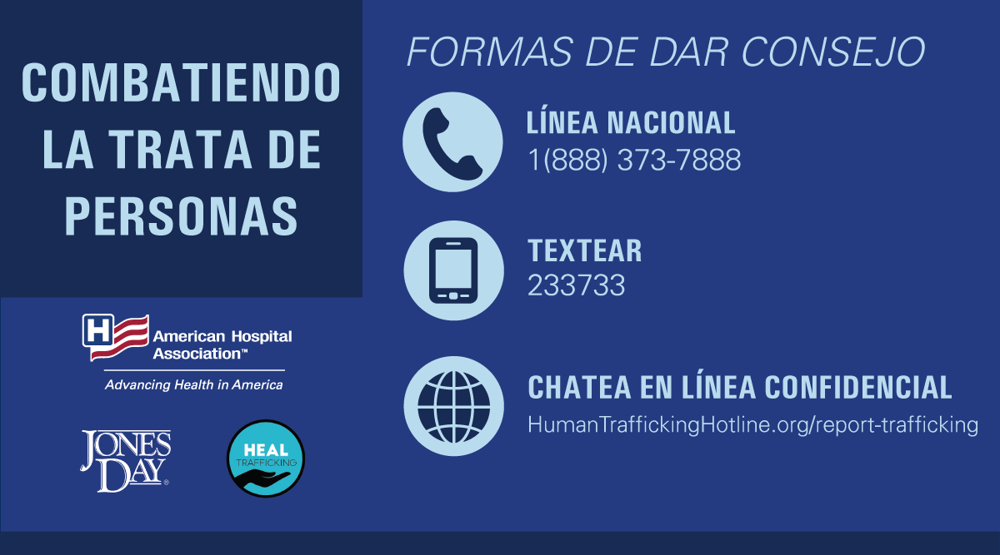 COMBATIENDO
LA TRATA DE
PERSONAS
H
American Hospital
Association™
Advancing Health in America
JONES
DAY®
HEAL
TRAFFICKING
FORMAS DE DAR CONSEJO
LÍNEA NACIONAL
1(888) 373-7888
TEXTEAR
233733
CHATEA EN LÍNEA CONFIDENCIAL
HumanTraffickingHotline.org/report-trafficking